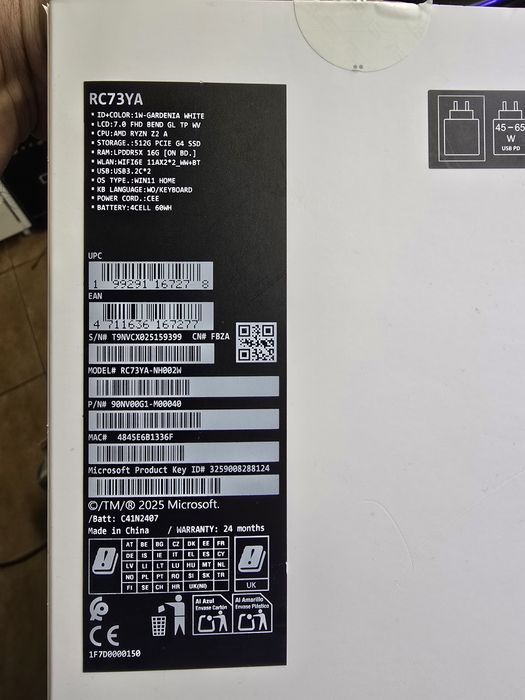 RC73YA
* ID+COLOR:1W-GARDENIA WHITE
* LCD:7.0 FHD BEND GL TP WV
* CPU:AMD RYZN Z2 A
* STORAGE.:512G PCIE G4 SSD
* RAM:LPDDR5X 16G [ON BD.]
* WLAN:WIFI6E 11AX2*2_WW+BT
* USB:USB3.2C*2
* OS TYPE.:WIN11 HOME
* KB LANGUAGE:WO/KEYBOARD
* POWER CORD.:CEE
* BATTERY:4CELL 60WH
45-65
W
USB PD
UPC
1 99291 16727 8
EAN
4 711636 167277
S/N# T9NVCX025159399 CN# FBZA
MODEL# RC73YA-NH002W
P/N# 90NV00G1-M00040
MAC# 4845E6B1336F
Microsoft Product Key ID# 3259008288124
©/TM/® 2025 Microsoft.
/Batt: C41N2407
Made in China / WARRANTY: 24 months
AT BE BG CZ DK EE FR
DE IS IE IT EL ES CY
LV LI LT LU HU MT NL
NO PL PT RO SI SK TR
FI SE CH HR UK(NI)
UK
Al Azul
Envase Cartón
Al Amarillo
Envase Plástico
CE
1F7D0000150